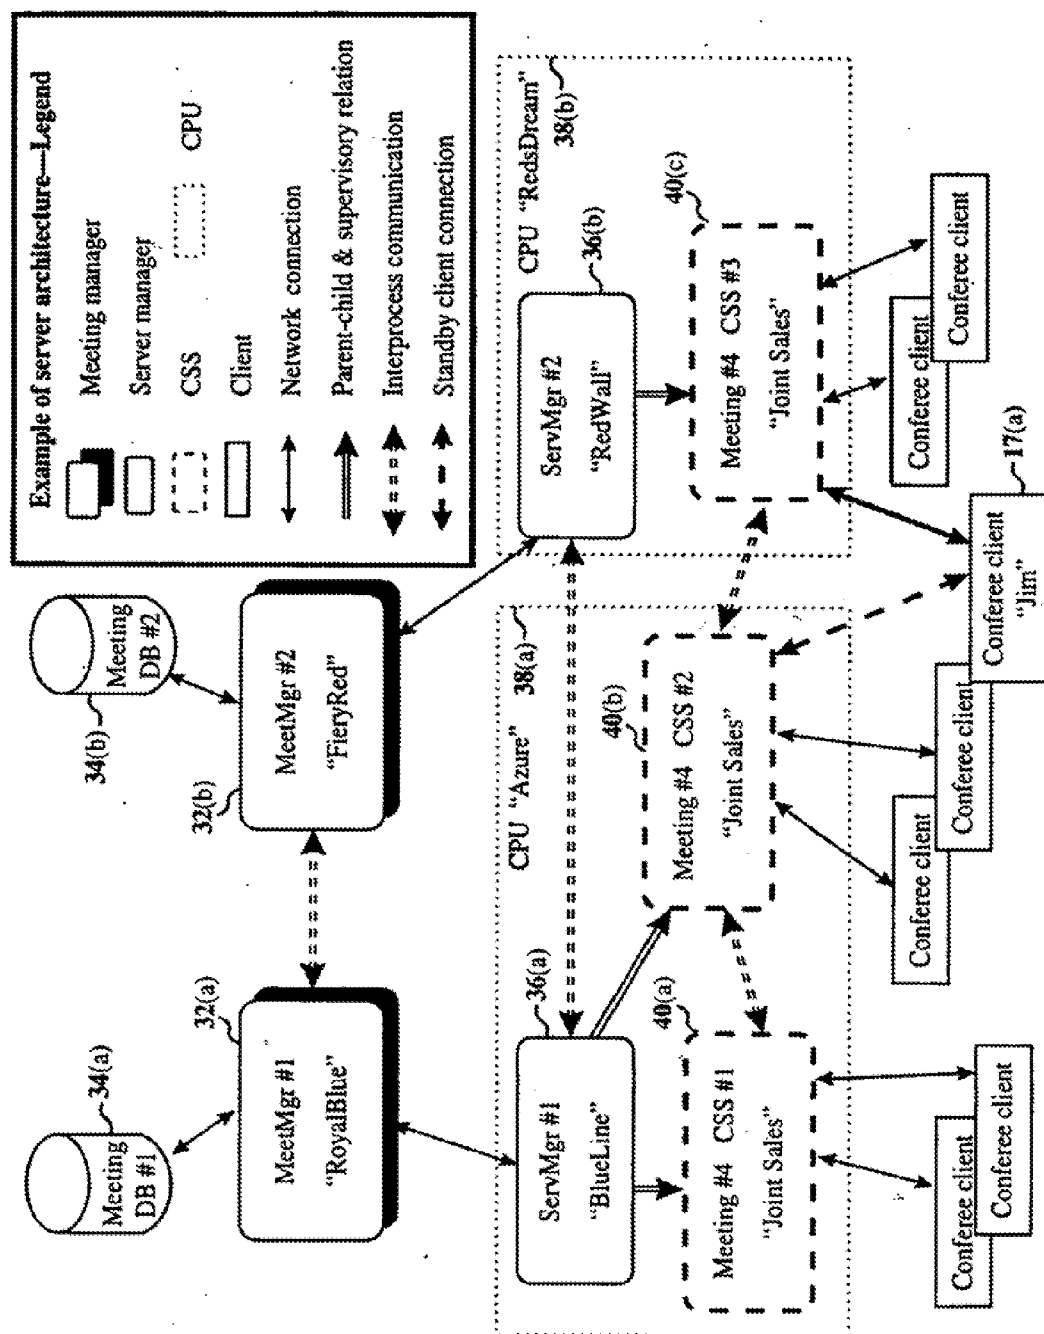 Example of server architecture—Legend
Meeting manager
Server manager
CSS
CPU
Client
Network connection
Parent-child & supervisory relation
Interprocess communication
Standby client connection
34(a)
Meeting
DB #1
34(b)
Meeting
DB #2
32(a)
MeetMgr #1
“RoyalBlue”
32(b)
MeetMgr #2
“FieryRed”
CPU “Azure”
38(a)
CPU “RedsDream”
38(b)
36(a)
ServMgr #1
“BlueLine”
36(b)
ServMgr #2
“RedWall”
40(a)
Meeting #4 CSS #1
“Joint Sales”
40(b)
Meeting #4 CSS #2
“Joint Sales”
40(c)
Meeting #4 CSS #3
“Joint Sales”
Conferee client
Conferee client
Conferee client
Conferee client
Conferee client
“Jim”
17(a)
Conferee client
Conferee client